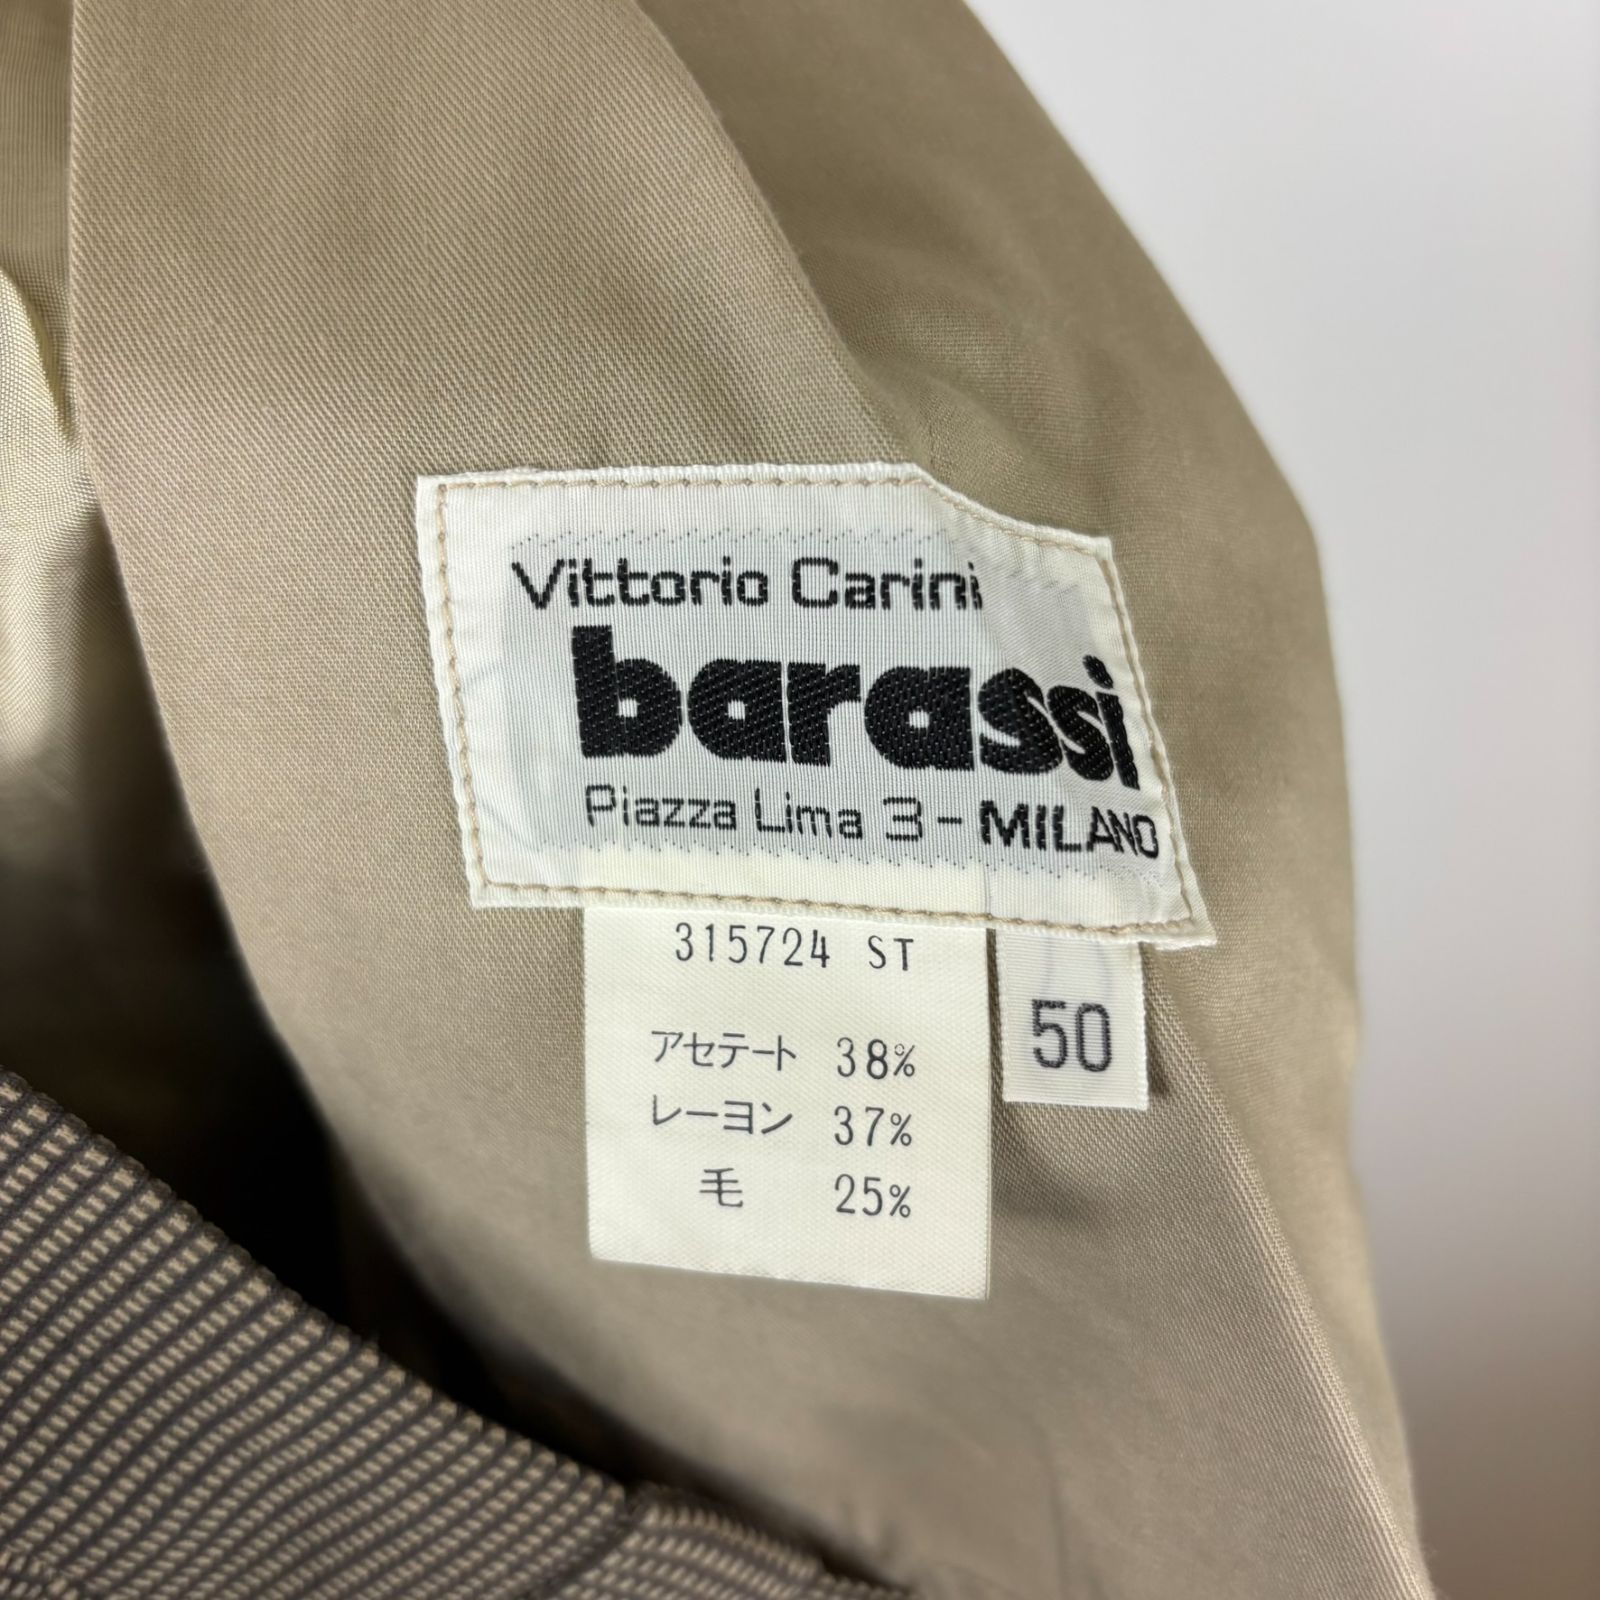 Vittorio Carini
barassi
Piazza Lima 3 - MILANO
315724 ST
アセテート 38%
レーヨン 37%
毛 25%
50